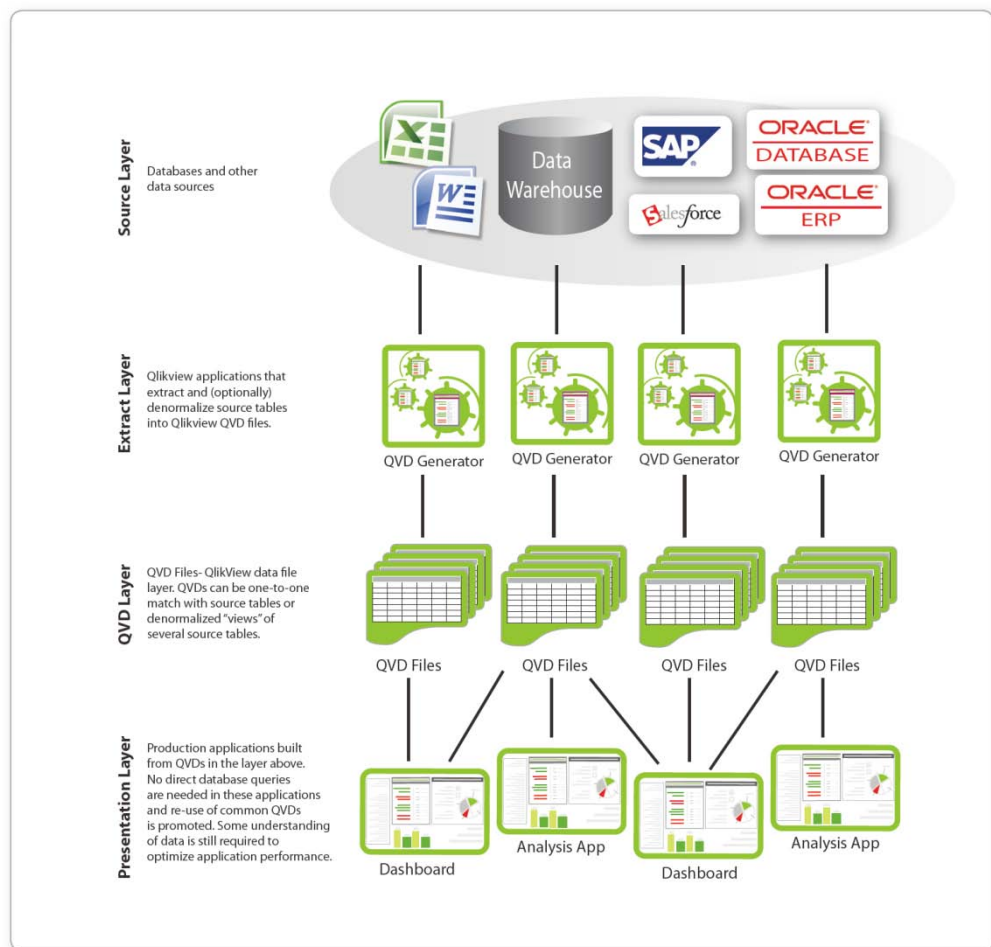 Source Layer
Databases and other
data sources
Data
Warehouse
SAP
®
Salesforce
ORACLE®
DATABASE
ORACLE®
ERP
Extract Layer
Qlikview applications that
extract and (optionally)
denormalize source tables
into Qlikview QVD files.
QVD Generator
QVD Generator
QVD Generator
QVD Generator
QVD Layer
QVD Files- QlikView data file
layer. QVDs can be one-to-one
match with source tables or
denormalized “views” of
several source tables.
QVD Files
QVD Files
QVD Files
QVD Files
Presentation Layer
Production applications built
from QVDs in the layer above.
No direct database queries
are needed in these applications
and re-use of common QVDs
is promoted. Some understanding
of data is still required to
optimize application performance.
Dashboard
Analysis App
Dashboard
Analysis App